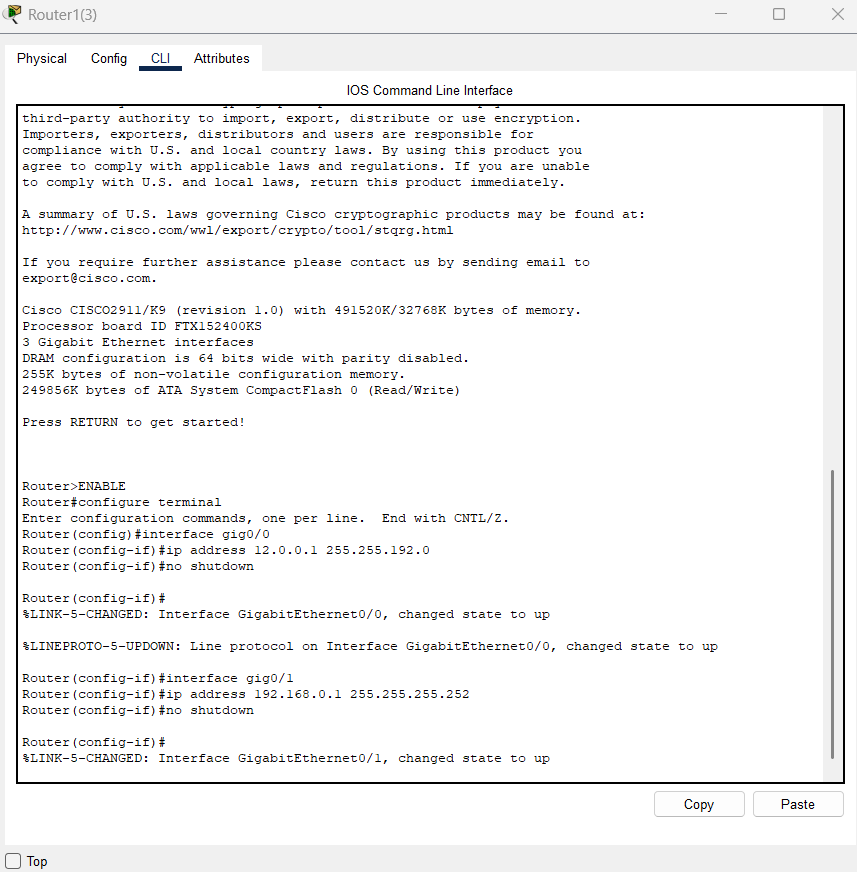 Router1(3)
Physical Config CLI Attributes
IOS Command Line Interface
third-party authority to import, export, distribute or use encryption.
Importers, exporters, distributors and users are responsible for
compliance with U.S. and local country laws. By using this product you
agree to comply with applicable laws and regulations. If you are unable
to comply with U.S. and local laws, return this product immediately.
A summary of U.S. laws governing Cisco cryptographic products may be found at:
http://www.cisco.com/wwl/export/crypto/tool/stqrg.html
If you require further assistance please contact us by sending email to
export@cisco.com.
Cisco CISCO2911/K9 (revision 1.0) with 491520K/32768K bytes of memory.
Processor board ID FTX152400KS
3 Gigabit Ethernet interfaces
DRAM configuration is 64 bits wide with parity disabled.
255K bytes of non-volatile configuration memory.
249856K bytes of ATA System CompactFlash 0 (Read/Write)
Press RETURN to get started!
Router>ENABLE
Router#configure terminal
Enter configuration commands, one per line.  End with CNTL/Z.
Router(config)#interface gig0/0
Router(config-if)#ip address 12.0.0.1 255.255.192.0
Router(config-if)#no shutdown
Router(config-if)#
%LINK-5-CHANGED: Interface GigabitEthernet0/0, changed state to up
%LINEPROTO-5-UPDOWN: Line protocol on Interface GigabitEthernet0/0, changed state to up
Router(config-if)#interface gig0/1
Router(config-if)#ip address 192.168.0.1 255.255.255.252
Router(config-if)#no shutdown
Router(config-if)#
%LINK-5-CHANGED: Interface GigabitEthernet0/1, changed state to up
Copy Paste
Top